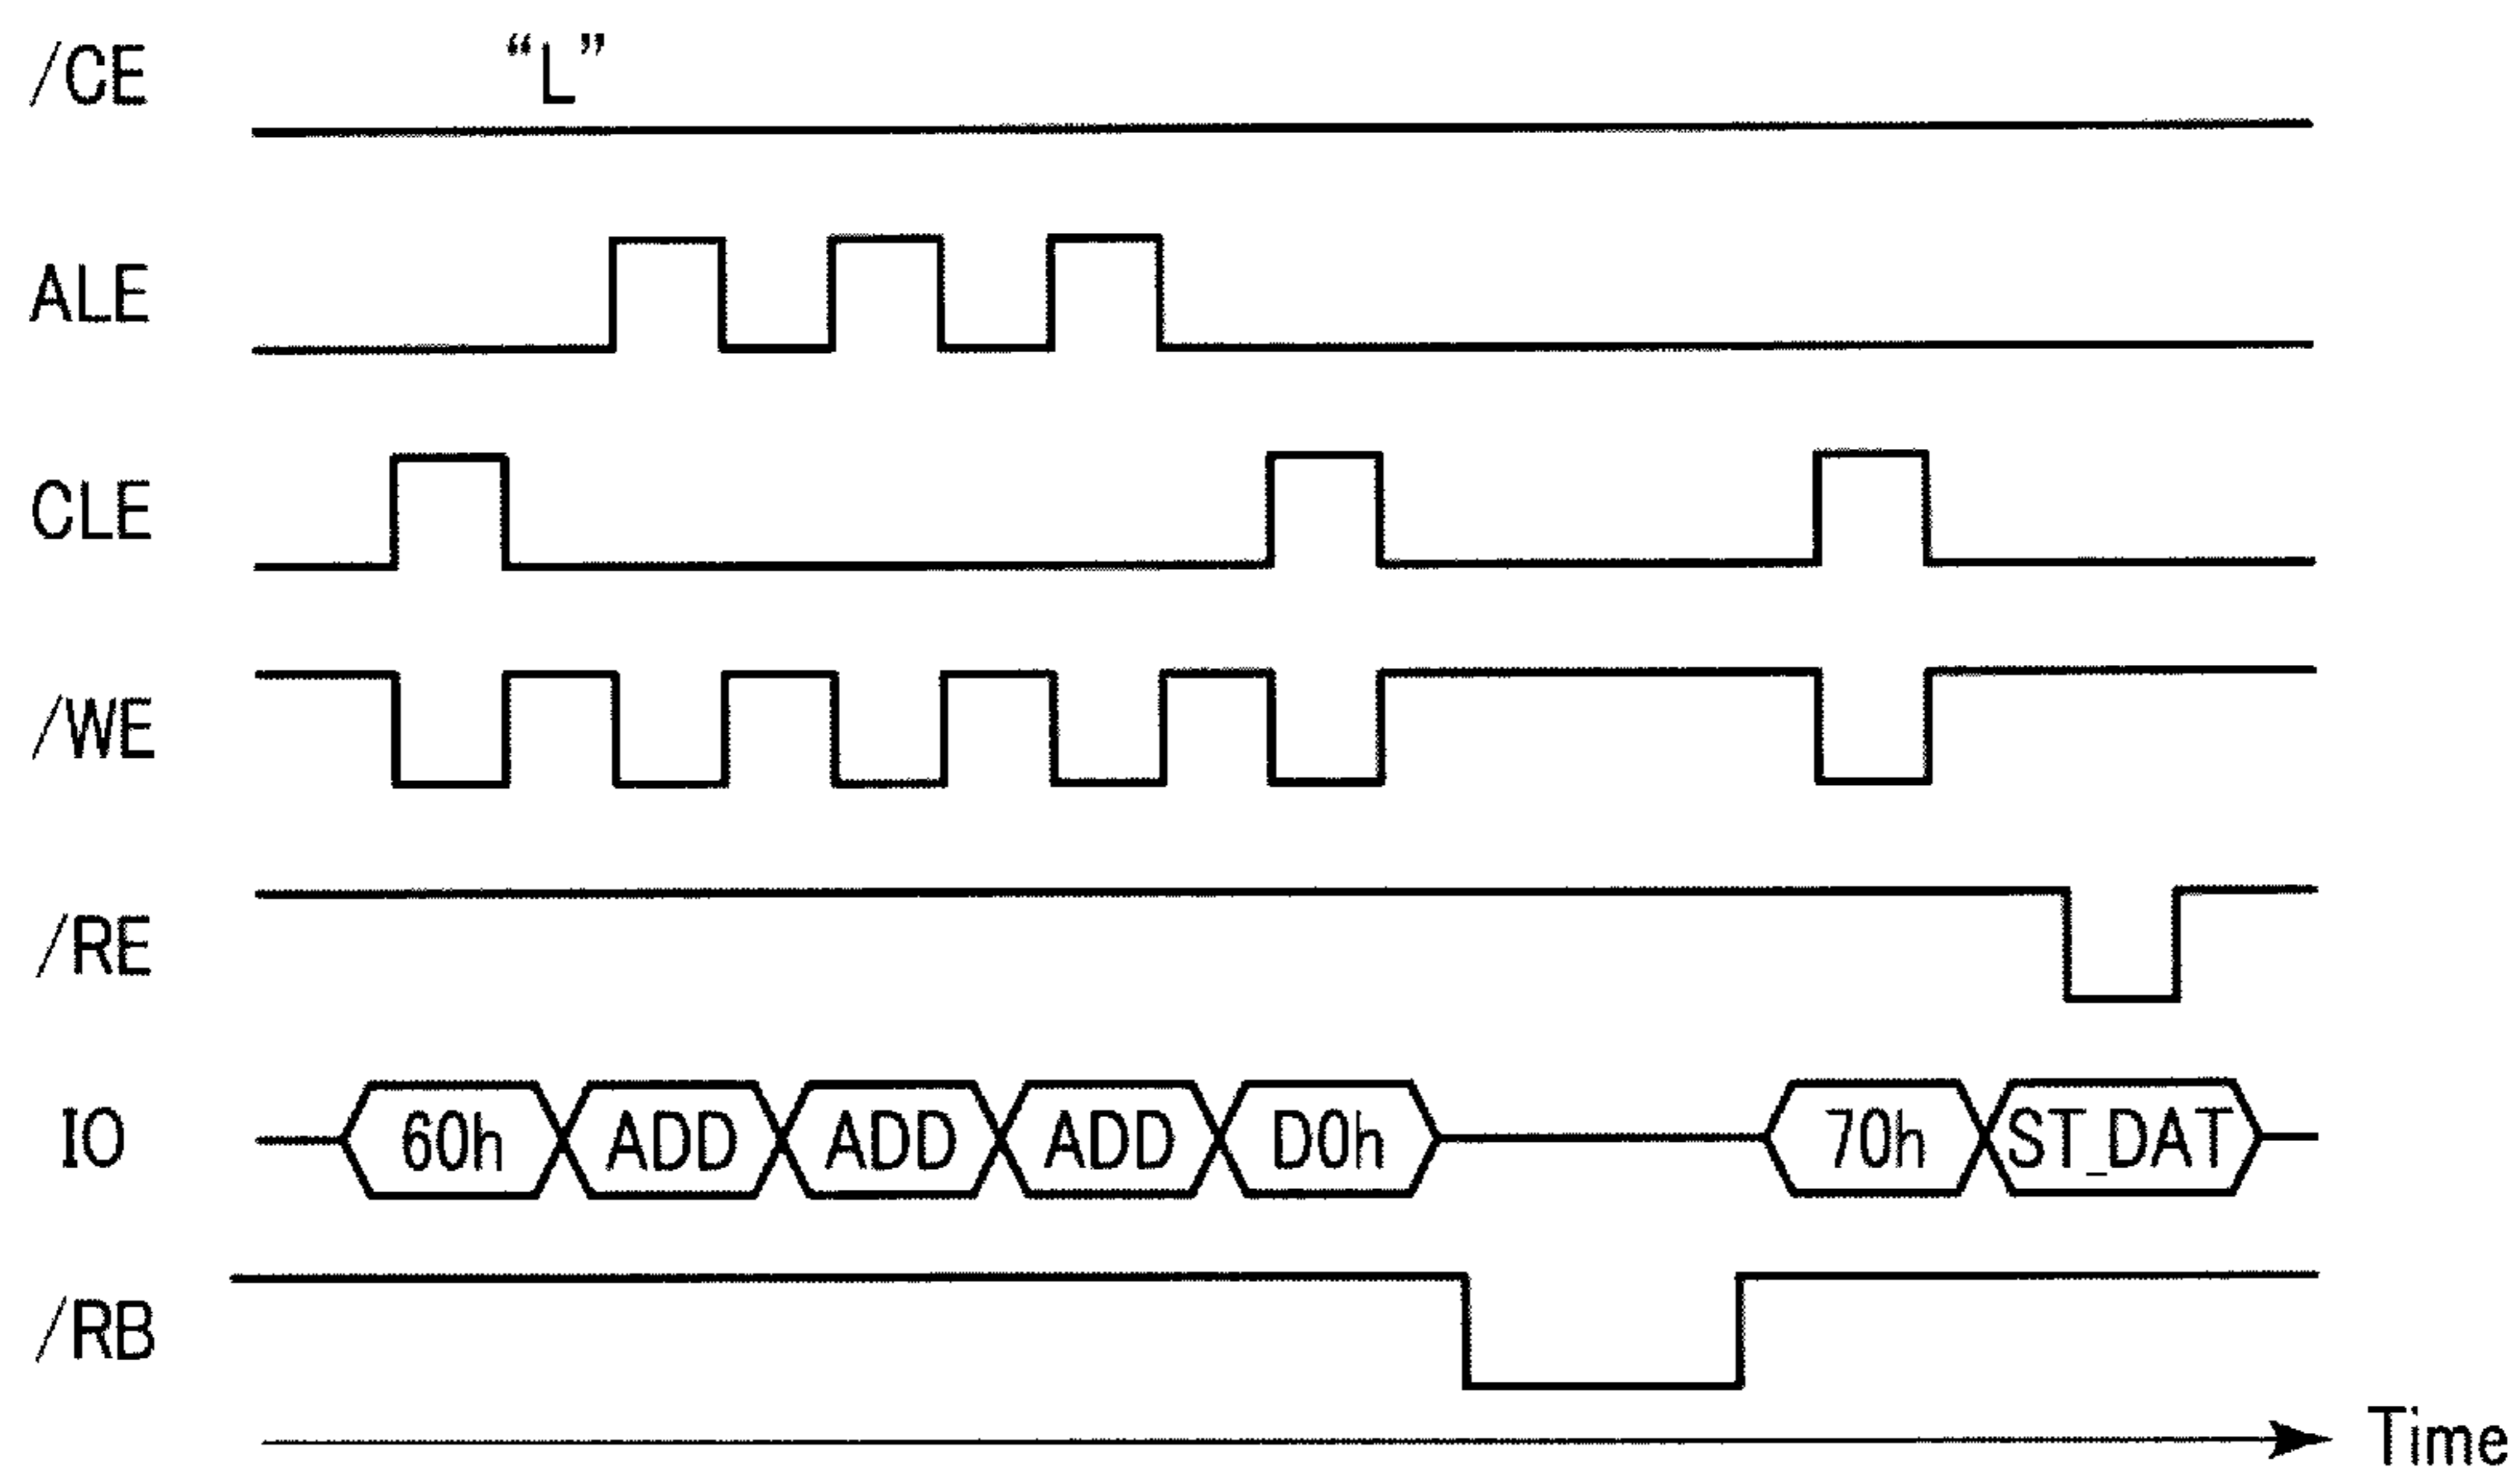 /CE “L”
ALE
CLE
/WE
/RE
IO 60h ADD ADD ADD D0h 70h ST_DAT
/RB
Time